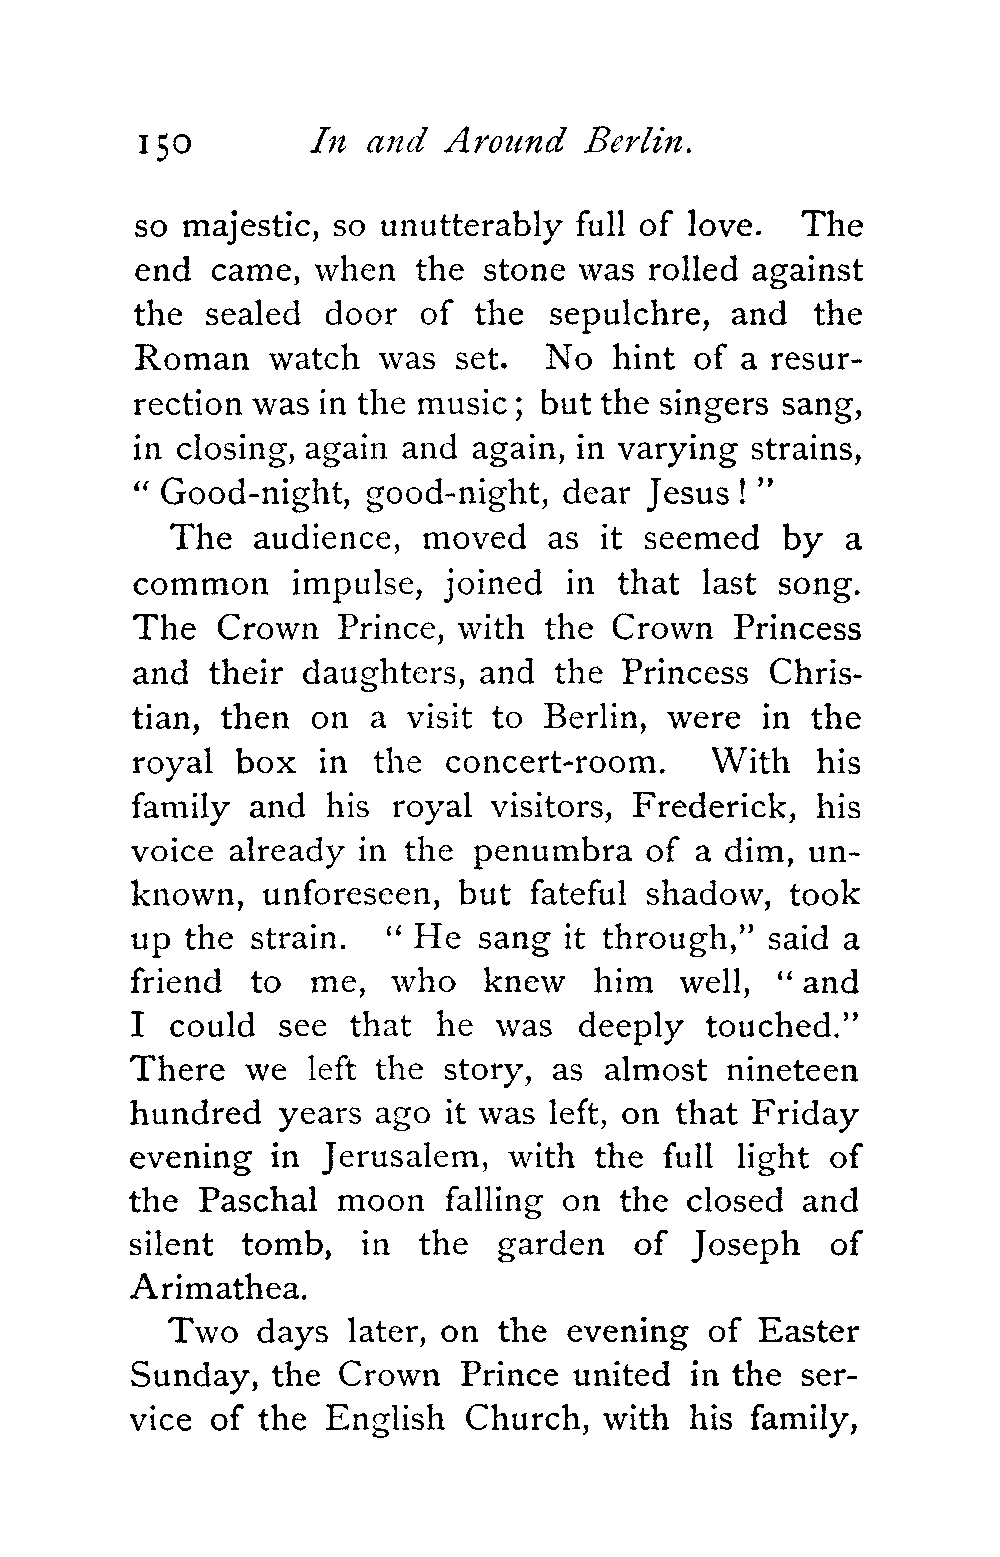 150 In and Around Berlin.
so majestic, so unutterably full of love. The
end came, when the stone was rolled against
the sealed door of the sepulchre, and the
Roman watch was set. No hint of a resur-
rection was in the music; but the singers sang,
in closing, again and again, in varying strains,
" Good-night, good-night, dear Jesus! "
The audience, moved as it seemed by a
common impulse, joined in that last song.
The Crown Prince, with the Crown Princess
and their daughters, and the Princess Chris-
tian, then on a visit to Berlin, were in the
royal box in the concert-room. With his
family and his royal visitors, Frederick, his
voice already in the penumbra of a dim, un-
known, unforeseen, but fateful shadow, took
up the strain. " He sang it through," said a
friend to me, who knew him well, " and
I could see that he was deeply touched."
There we left the story, as almost nineteen
hundred years ago it was left, on that Friday
evening in Jerusalem, with the full light of
the Paschal moon falling on the closed and
silent tomb, in the garden of Joseph of
Arimathea.
Two days later, on the evening of Easter
Sunday, the Crown Prince united in the ser-
vice of the English Church, with his family,